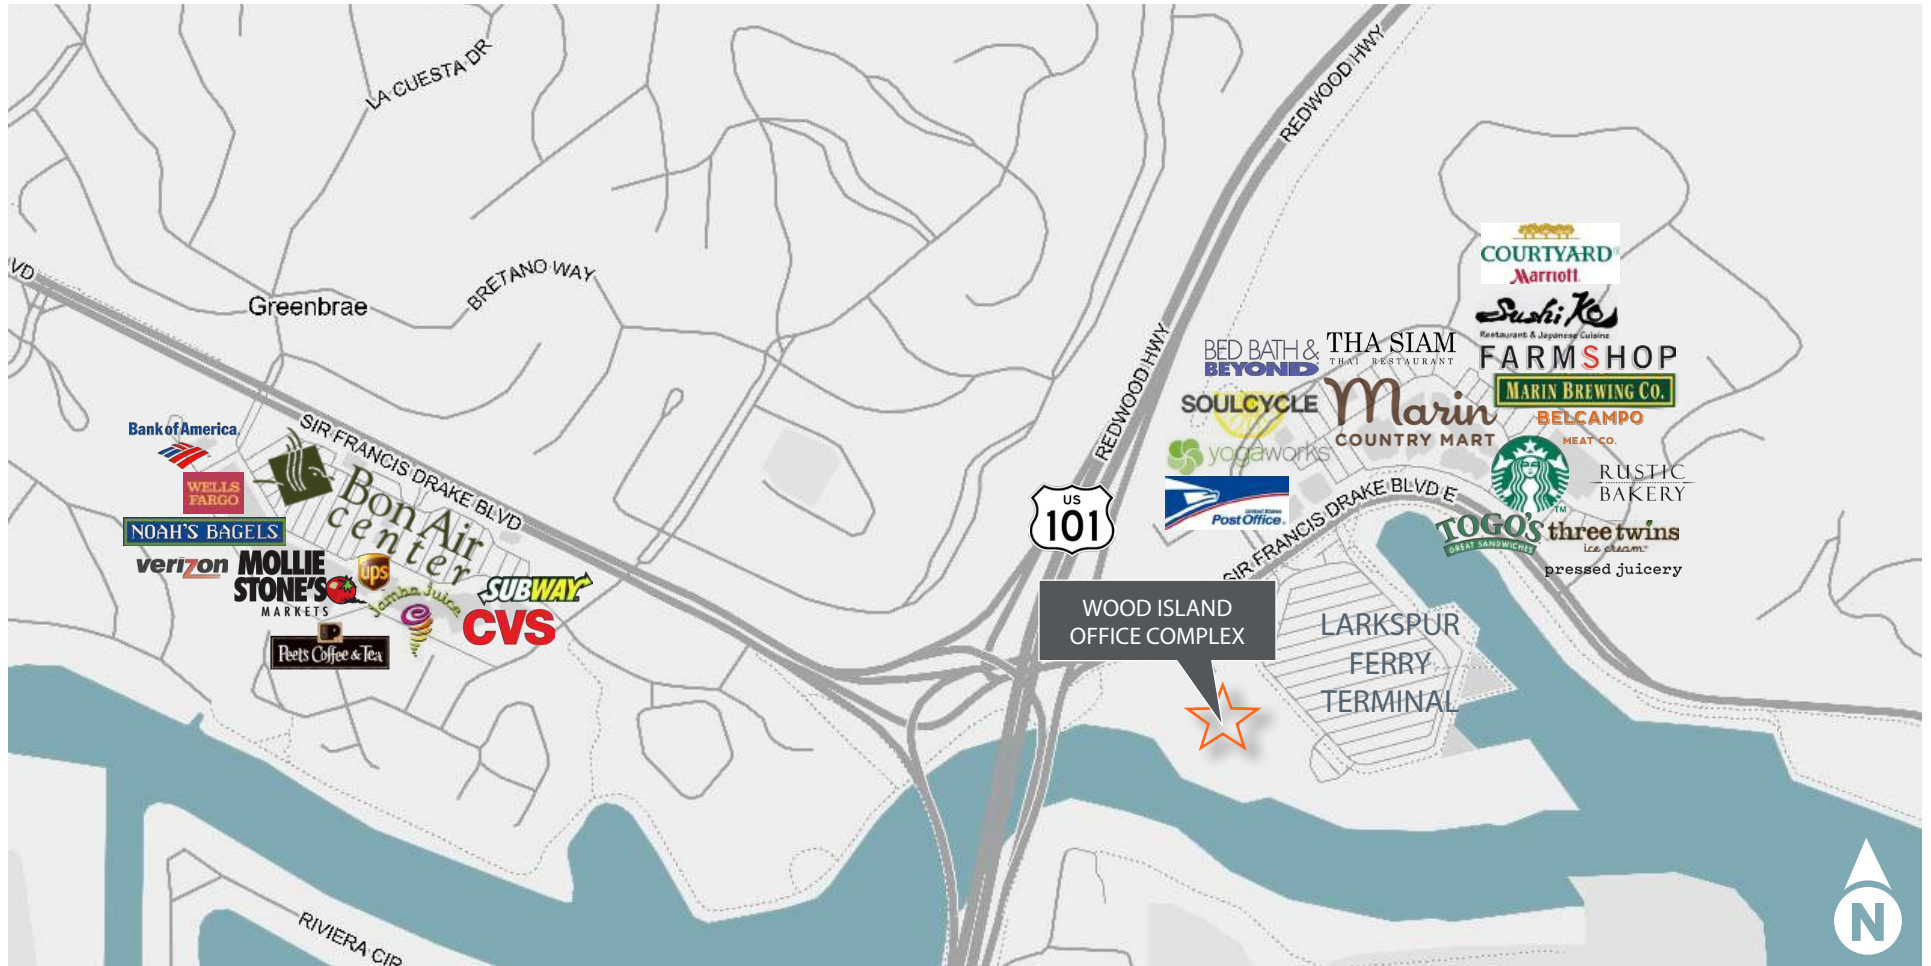 LA CUESTA DR
REDWOOD HWY
VD
Greenbrae
BRETANO WAY
COURTYARD
Marriott
Sushi Ko
Restaurant & Japanese Cuisine
BED BATH &
BEYOND
THA SIAM
THAI RESTAURANT
FARMSHOP
REDWOOD HWY
MARIN BREWING CO.
SOULCYCLE
Marin
COUNTRY MART
BELCAMPO
MEAT CO.
yogaworks
SIR FRANCIS DRAKE BLVD
Bank of America
Bon Air
center
WELLS
FARGO
NOAH'S BAGELS
verizon
MOLLIE
STONE'S
MARKETS
ups
jamba juice
SUBWAY
CVS
Peet's Coffee & Tea
US
101
United States
Post Office
SIR FRANCIS DRAKE BLVD E
RUSTIC
BAKERY
TM
TOGO'S
GREAT SANDWICHES
three twins
ice cream
pressed juicery
WOOD ISLAND
OFFICE COMPLEX
LARKSPUR
FERRY
TERMINAL
RIVIERA CIR
N